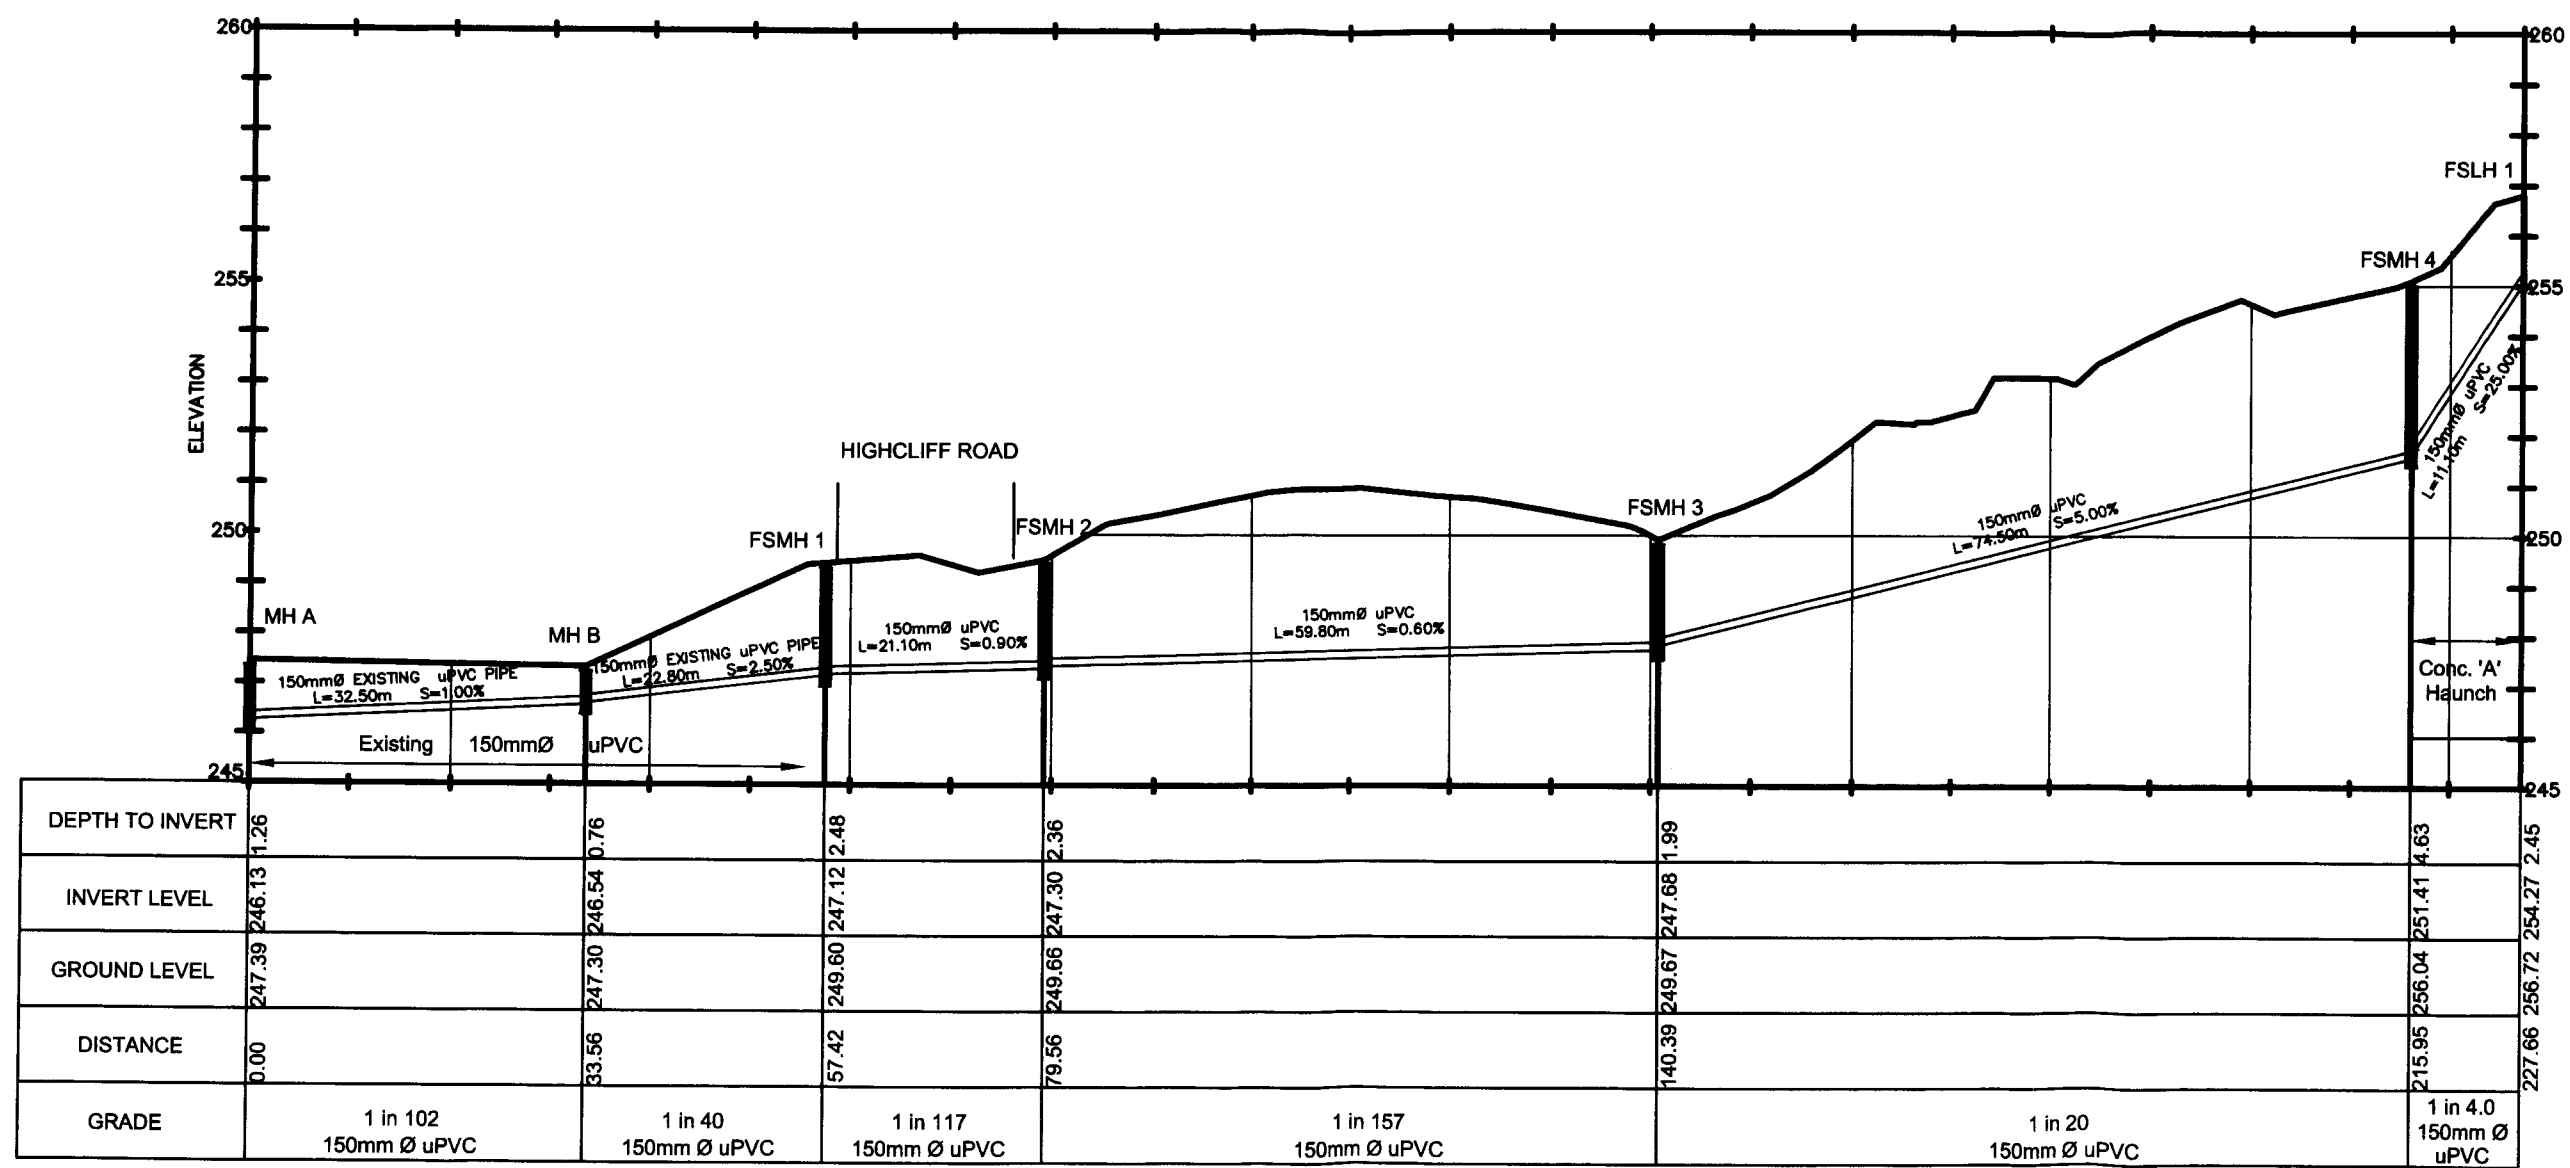 260
260
FSLH 1
FSMH 4
255
255
ELEVATION
150mmØ uPVC
L=11.10m S=25.00%
HIGHCLIFF ROAD
FSMH 3
150mmØ uPVC
L=74.50m S=5.00%
FSMH 1
FSMH 2
250
250
MH A
MH B
150mmØ uPVC
L=59.80m S=0.60%
150mmØ uPVC
L=21.10m S=0.90%
150mmØ EXISTING uPVC PIPE
L=32.50m S=1.00%
150mmØ EXISTING uPVC PIPE
L=22.80m S=2.50%
Conc. 'A'
Haunch
Existing 150mmØ uPVC
245
245
DEPTH TO INVERT 1.26 0.76 2.48 2.36 1.99 4.63 2.45
INVERT LEVEL 246.13 246.54 247.12 247.30 247.68 251.41 254.27
GROUND LEVEL 247.39 247.30 249.60 249.66 249.67 256.04 256.72
DISTANCE 0.00 33.56 57.42 79.56 140.39 215.95 227.66
GRADE
1 in 102
150mm Ø uPVC
1 in 40
150mm Ø uPVC
1 in 117
150mm Ø uPVC
1 in 157
150mm Ø uPVC
1 in 20
150mm Ø uPVC
1 in 4.0
150mm Ø
uPVC